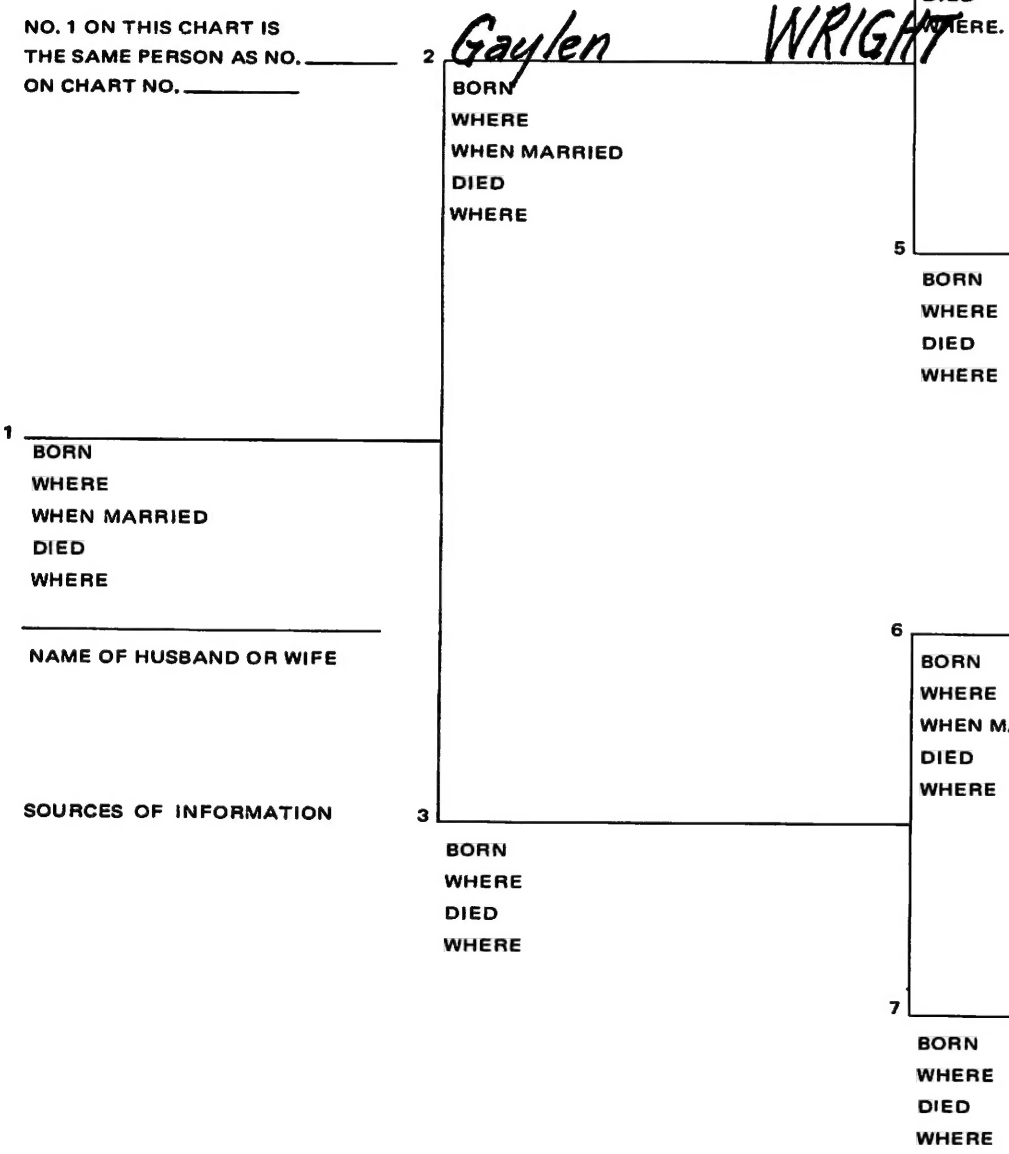 NO. 1 ON THIS CHART IS
THE SAME PERSON AS NO.
ON CHART NO.
2 Gaylen WRIGHT
BORN
WHERE
WHEN MARRIED
DIED
WHERE
WHERE.
5
BORN
WHERE
DIED
WHERE
1
BORN
WHERE
WHEN MARRIED
DIED
WHERE
NAME OF HUSBAND OR WIFE
SOURCES OF INFORMATION
6
BORN
WHERE
WHEN MA
DIED
WHERE
3
BORN
WHERE
DIED
WHERE
7
BORN
WHERE
DIED
WHERE